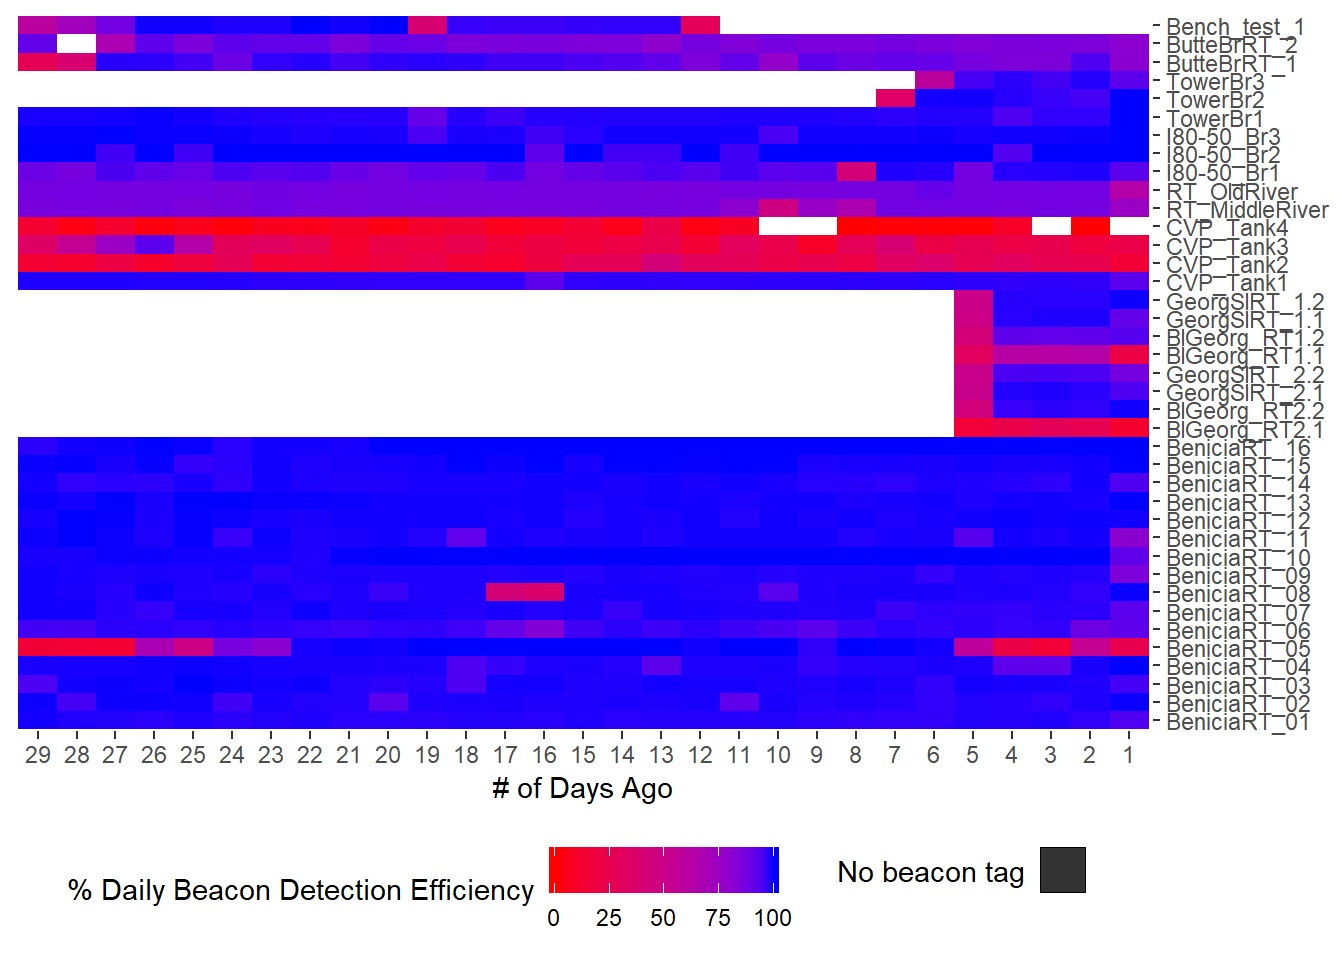 Bench_test_1
ButteBrRT_2
ButteBrRT_1
TowerBr3
TowerBr2
TowerBr1
I80-50_Br3
I80-50_Br2
I80-50_Br1
RT_OldRiver
RT_MiddleRiver
CVP_Tank4
CVP_Tank3
CVP_Tank2
CVP_Tank1
GeorgSlRT_1.2
GeorgSlRT_1.1
BlGeorg_RT1.2
BlGeorg_RT1.1
GeorgSlRT_2.2
GeorgSlRT_2.1
BlGeorg_RT2.2
BlGeorg_RT2.1
BeniciaRT_16
BeniciaRT_15
BeniciaRT_14
BeniciaRT_13
BeniciaRT_12
BeniciaRT_11
BeniciaRT_10
BeniciaRT_09
BeniciaRT_08
BeniciaRT_07
BeniciaRT_06
BeniciaRT_05
BeniciaRT_04
BeniciaRT_03
BeniciaRT_02
BeniciaRT_01
29 28 27 26 25 24 23 22 21 20 19 18 17 16 15 14 13 12 11 10 9 8 7 6 5 4 3 2 1
# of Days Ago
% Daily Beacon Detection Efficiency
0 25 50 75 100
No beacon tag